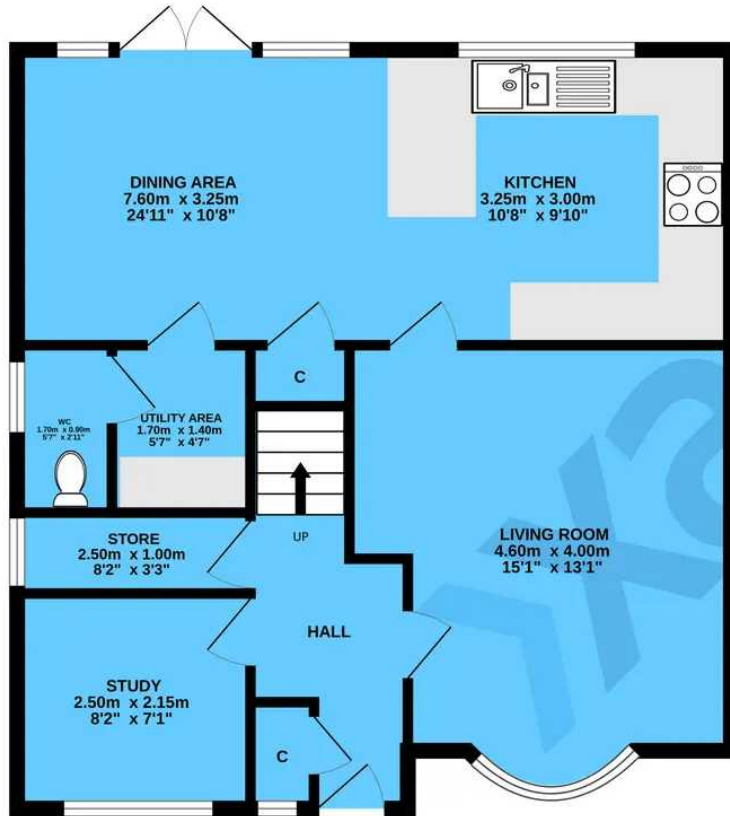 DINING AREA
7.60m x 3.25m
24'11" x 10'8"
KITCHEN
3.25m x 3.00m
10'8" x 9'10"
C
WC
1.70m x 0.90m
5'7" x 2'11"
UTILITY AREA
1.70m x 1.40m
5'7" x 4'7"
UP
STORE
2.50m x 1.00m
8'2" x 3'3"
LIVING ROOM
4.60m x 4.00m
15'1" x 13'1"
HALL
STUDY
2.50m x 2.15m
8'2" x 7'1"
C